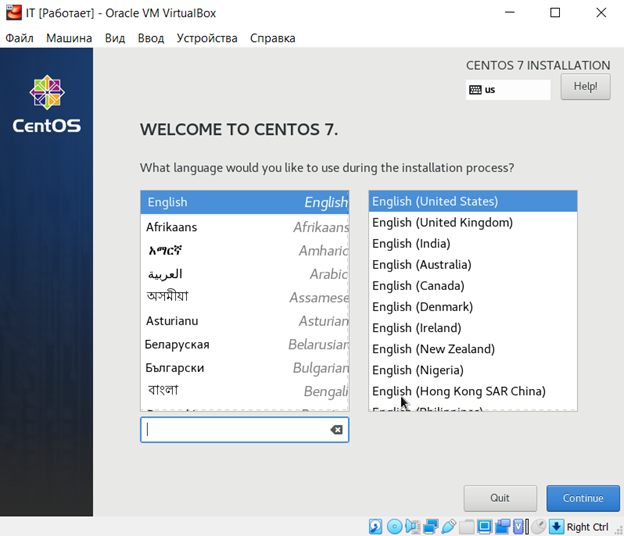 IT [Работает] - Oracle VM VirtualBox
Файл Машина Вид Ввод Устройства Справка
CentOS
CENTOS 7 INSTALLATION
us
Help!
WELCOME TO CENTOS 7.
What language would you like to use during the installation process?
English English
Afrikaans Afrikaans
አማርኛ Amharic
العربية Arabic
অসমীয়া Assamese
Asturianu Asturian
Беларуская Belarusian
Български Bulgarian
বাংলা Bengali
English (United States)
English (United Kingdom)
English (India)
English (Australia)
English (Canada)
English (Denmark)
English (Ireland)
English (New Zealand)
English (Nigeria)
English (Hong Kong SAR China)
English (Philippines)
Quit
Continue
Right Ctrl